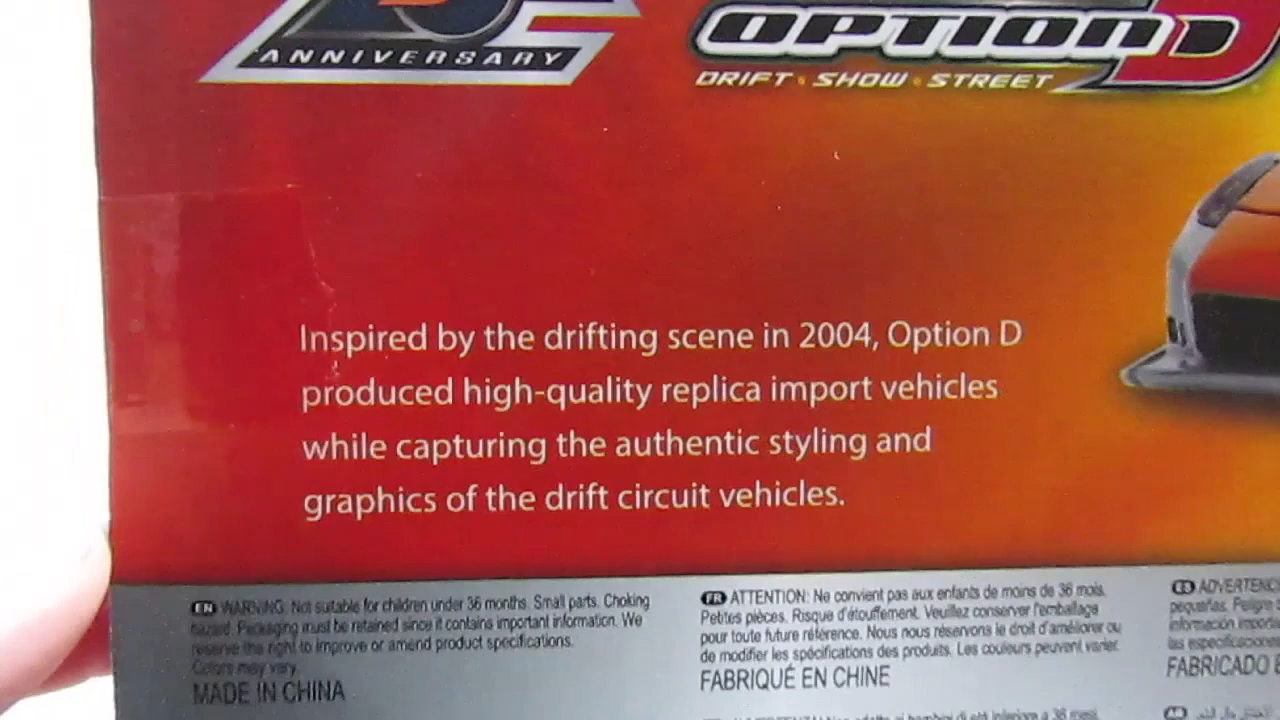 ANNIVERSARY
OPTION D
DRIFT • SHOW • STREET
Inspired by the drifting scene in 2004, Option D
produced high-quality replica import vehicles
while capturing the authentic styling and
graphics of the drift circuit vehicles.
EN WARNING: Not suitable for children under 36 months. Small parts. Choking
hazard. Packaging must be retained since it contains important information. We
reserve the right to improve or amend product specifications.
Colors may vary.
MADE IN CHINA
FR ATTENTION: Ne convient pas aux enfants de moins de 36 mois.
Petites pièces. Risque d'étouffement. Veuillez conserver l'emballage
pour toute future référence. Nous nous réservons le droit d'améliorer ou
de modifier les spécifications des produits. Les couleurs peuvent varier.
FABRIQUÉ EN CHINE
ES ADVERTENC
pequeñas. Peligro
información importa
las especificacione
FABRICADO E